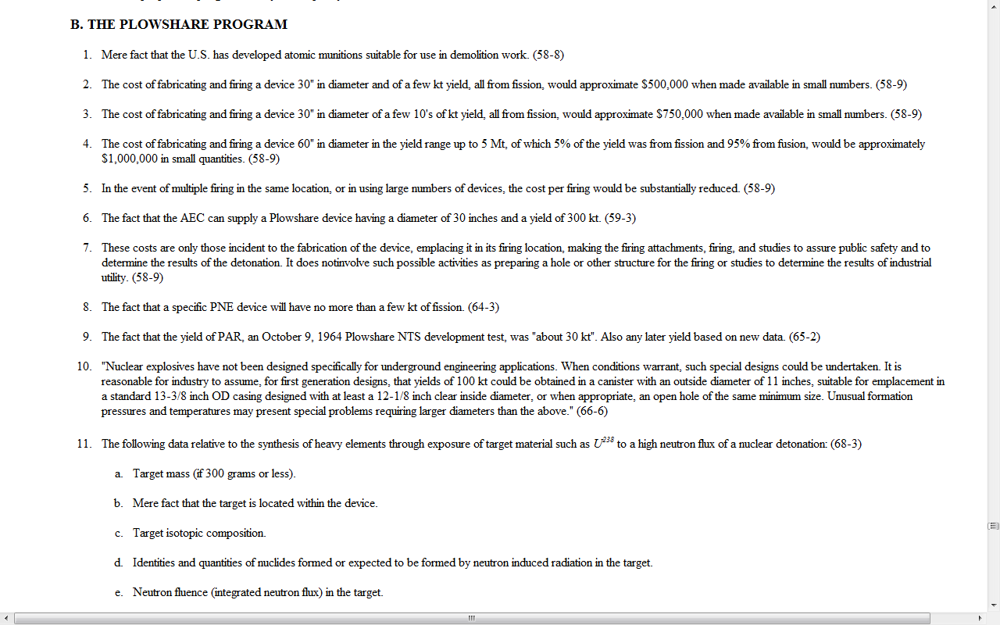 B. THE PLOWSHARE PROGRAM
1. Mere fact that the U.S. has developed atomic munitions suitable for use in demolition work. (58-8)
2. The cost of fabricating and firing a device 30" in diameter and of a few kt yield, all from fission, would approximate $500,000 when made available in small numbers. (58-9)
3. The cost of fabricating and firing a device 30" in diameter of a few 10's of kt yield, all from fission, would approximate $750,000 when made available in small numbers. (58-9)
4. The cost of fabricating and firing a device 60" in diameter in the yield range up to 5 Mt, of which 5% of the yield was from fission and 95% from fusion, would be approximately
$1,000,000 in small quantities. (58-9)
5. In the event of multiple firing in the same location, or in using large numbers of devices, the cost per firing would be substantially reduced. (58-9)
6. The fact that the AEC can supply a Plowshare device having a diameter of 30 inches and a yield of 300 kt. (59-3)
7. These costs are only those incident to the fabrication of the device, emplacing it in its firing location, making the firing attachments, firing, and studies to assure public safety and to
determine the results of the detonation. It does notinvolve such possible activities as preparing a hole or other structure for the firing or studies to determine the results of industrial
utility. (58-9)
8. The fact that a specific PNE device will have no more than a few kt of fission. (64-3)
9. The fact that the yield of PAR, an October 9, 1964 Plowshare NTS development test, was "about 30 kt". Also any later yield based on new data. (65-2)
10. "Nuclear explosives have not been designed specifically for underground engineering applications. When conditions warrant, such special designs could be undertaken. It is
reasonable for industry to assume, for first generation designs, that yields of 100 kt could be obtained in a canister with an outside diameter of 11 inches, suitable for emplacement in
a standard 13-3/8 inch OD casing designed with at least a 12-1/8 inch clear inside diameter, or when appropriate, an open hole of the same minimum size. Unusual formation
pressures and temperatures may present special problems requiring larger diameters than the above." (66-6)
11. The following data relative to the synthesis of heavy elements through exposure of target material such as U238 to a high neutron flux of a nuclear detonation: (68-3)
a. Target mass (if 300 grams or less).
b. Mere fact that the target is located within the device.
c. Target isotopic composition.
d. Identities and quantities of nuclides formed or expected to be formed by neutron induced radiation in the target.
e. Neutron fluence (integrated neutron flux) in the target.